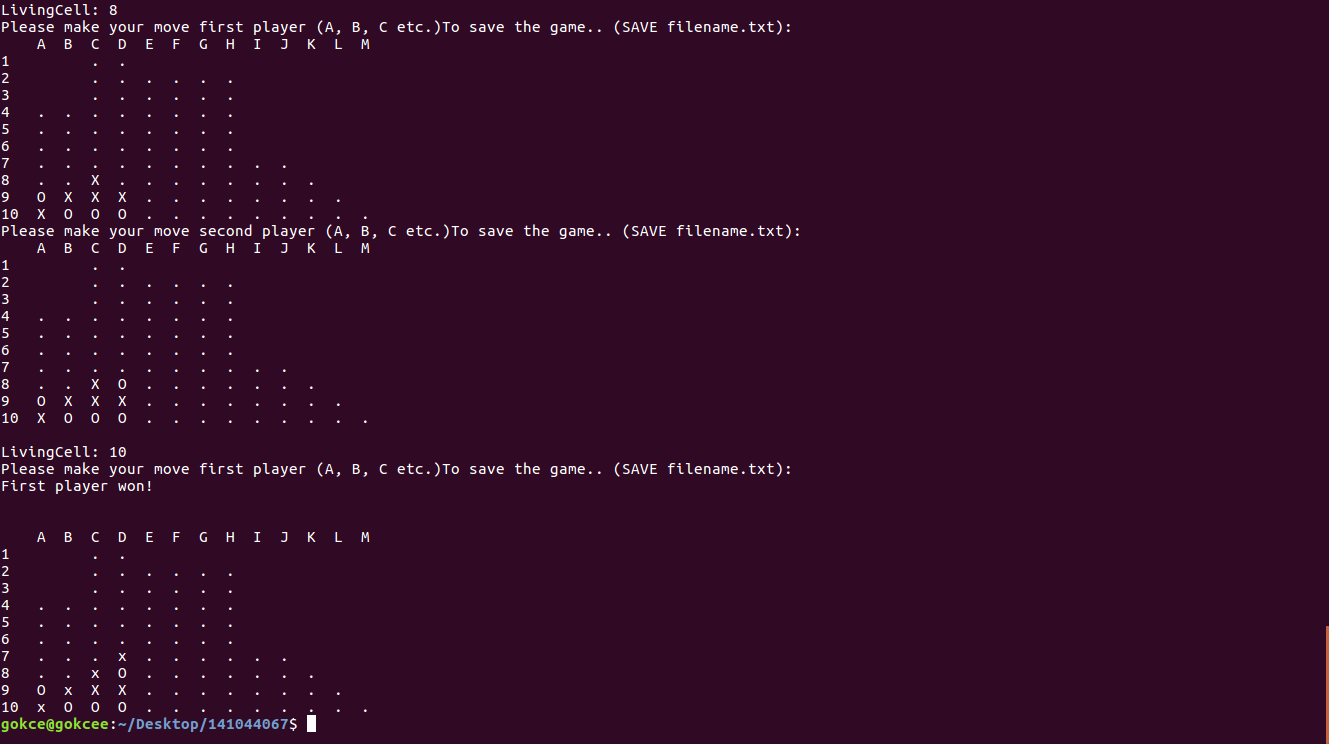 LivingCell: 8
Please make your move first player (A, B, C etc.)To save the game.. (SAVE filename.txt):
    A  B  C  D  E  F  G  H  I  J  K  L  M
1         .  .
2         .  .  .  .  .  .
3         .  .  .  .  .  .
4   .  .  .  .  .  .  .  .
5   .  .  .  .  .  .  .  .
6   .  .  .  .  .  .  .  .
7   .  .  .  .  .  .  .  .  .  .
8   .  .  X  .  .  .  .  .  .  .  .
9   O  X  X  X  .  .  .  .  .  .  .  .
10  X  O  O  O  .  .  .  .  .  .  .  .  .
Please make your move second player (A, B, C etc.)To save the game.. (SAVE filename.txt):
    A  B  C  D  E  F  G  H  I  J  K  L  M
1         .  .
2         .  .  .  .  .  .
3         .  .  .  .  .  .
4   .  .  .  .  .  .  .  .
5   .  .  .  .  .  .  .  .
6   .  .  .  .  .  .  .  .
7   .  .  .  .  .  .  .  .  .  .
8   .  .  X  O  .  .  .  .  .  .  .
9   O  X  X  X  .  .  .  .  .  .  .  .
10  X  O  O  O  .  .  .  .  .  .  .  .  .
LivingCell: 10
Please make your move first player (A, B, C etc.)To save the game.. (SAVE filename.txt):
First player won!
    A  B  C  D  E  F  G  H  I  J  K  L  M
1         .  .
2         .  .  .  .  .  .
3         .  .  .  .  .  .
4   .  .  .  .  .  .  .  .
5   .  .  .  .  .  .  .  .
6   .  .  .  .  .  .  .  .
7   .  .  .  x  .  .  .  .  .  .
8   .  .  x  O  .  .  .  .  .  .  .
9   O  x  X  X  .  .  .  .  .  .  .  .
10  x  O  O  O  .  .  .  .  .  .  .  .  .
gokce@gokcee:~/Desktop/141044067$